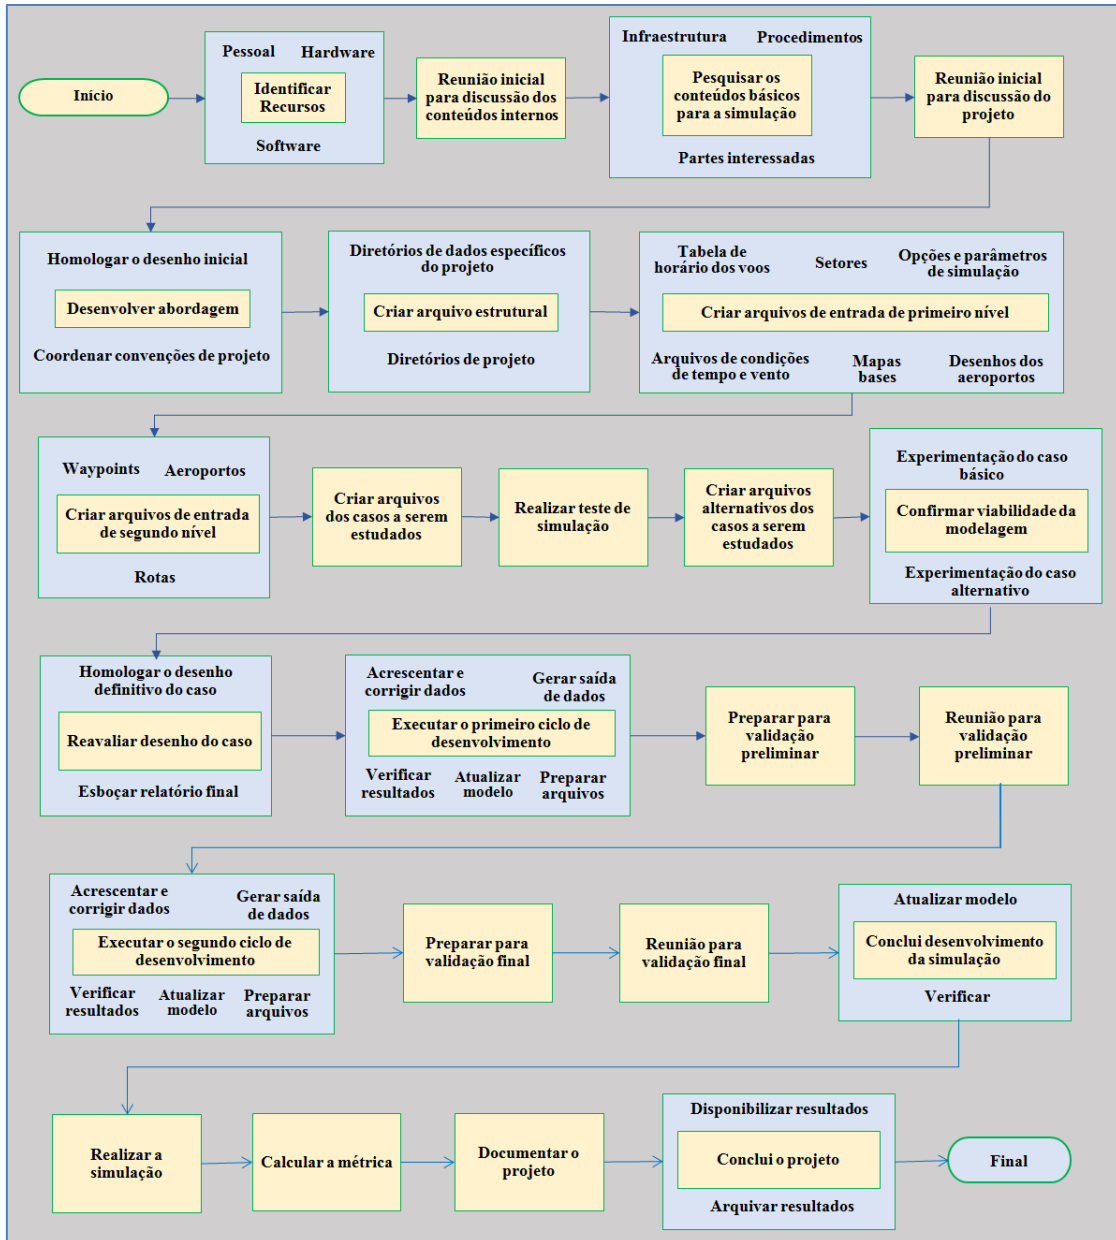 Pessoal Hardware
Início
Identificar
Recursos
Software
Reunião inicial
para discussão dos
conteúdos internos
Infraestrutura Procedimentos
Pesquisar os
conteúdos básicos
para a simulação
Partes interessadas
Reunião inicial
para discussão do
projeto
Homologar o desenho inicial
Desenvolver abordagem
Coordenar convenções de projeto
Diretórios de dados específicos
do projeto
Criar arquivo estrutural
Diretórios de projeto
Tabela de
horário dos voos
Setores
Opções e parâmetros
de simulação
Criar arquivos de entrada de primeiro nível
Arquivos de condições
de tempo e vento
Mapas
bases
Desenhos dos
aeroportos
Waypoints Aeroportos
Criar arquivos de entrada
de segundo nível
Rotas
Criar arquivos
dos casos a serem
estudados
Realizar teste de
simulação
Criar arquivos
alternativos dos
casos a serem
estudados
Experimentação do caso
básico
Confirmar viabilidade da
modelagem
Experimentação do caso
alternativo
Homologar o desenho
definitivo do caso
Reavaliar desenho do caso
Esboçar relatório final
Acrescentar e
corrigir dados
Gerar saída
de dados
Executar o primeiro ciclo de
desenvolvimento
Verificar
resultados
Atualizar
modelo
Preparar
arquivos
Preparar para
validação
preliminar
Reunião para
validação
preliminar
Acrescentar e
corrigir dados
Gerar saída
de dados
Executar o segundo ciclo de
desenvolvimento
Verificar
resultados
Atualizar
modelo
Preparar
arquivos
Preparar para
validação final
Reunião para
validação final
Atualizar modelo
Conclui desenvolvimento
da simulação
Verificar
Realizar a
simulação
Calcular a métrica
Documentar o
projeto
Disponibilizar resultados
Conclui o projeto
Arquivar resultados
Final